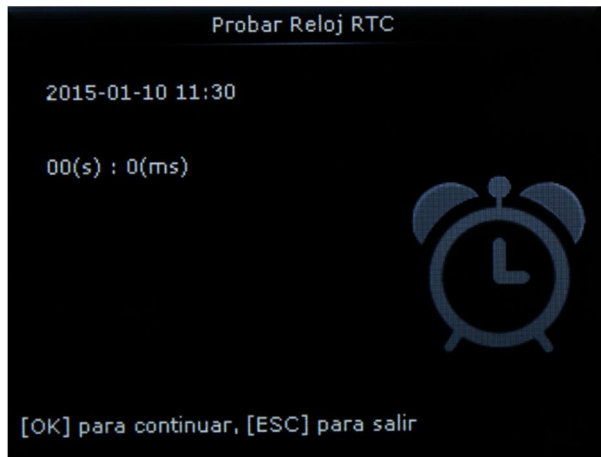 Probar Reloj RTC
2015-01-10 11:30
00(s) : 0(ms)
[OK] para continuar, [ESC] para salir